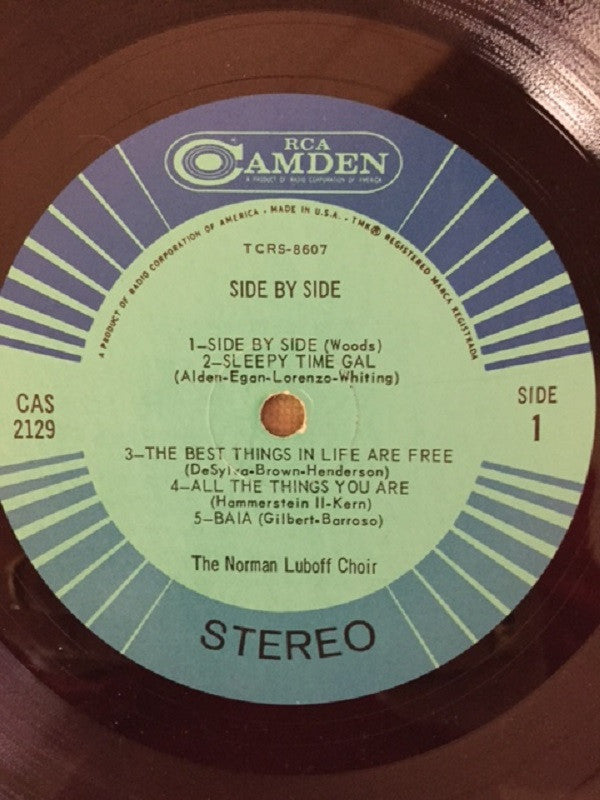 RCA
CAMDEN
A PRODUCT OF RADIO CORPORATION OF AMERICA
A PRODUCT OF RADIO CORPORATION OF AMERICA • MADE IN U.S.A. • TMK® REGISTERED MARCA REGISTRADA
TCRS-8607
SIDE BY SIDE
1–SIDE BY SIDE (Woods)
2–SLEEPY TIME GAL
(Alden-Egan-Lorenzo-Whiting)
CAS
2129
SIDE
1
3–THE BEST THINGS IN LIFE ARE FREE
(DeSylva-Brown-Henderson)
4–ALL THE THINGS YOU ARE
(Hammerstein II-Kern)
5–BAIA (Gilbert-Barroso)
The Norman Luboff Choir
STEREO